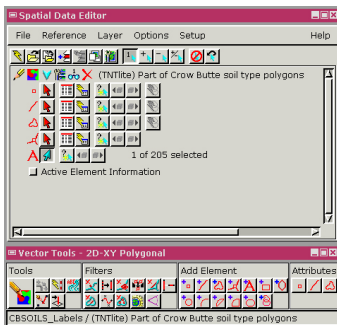 Spatial Data Editor
File Reference Layer Options Setup Help
(TNTlite) Part of Crow Butte soil type polygons
1 of 205 selected
Active Element Information
Vector Tools - 2D-XY Polygonal
Tools Filters Add Element Attributes
CBSOILS_Labels / (TNTlite) Part of Crow Butte soil type polygons